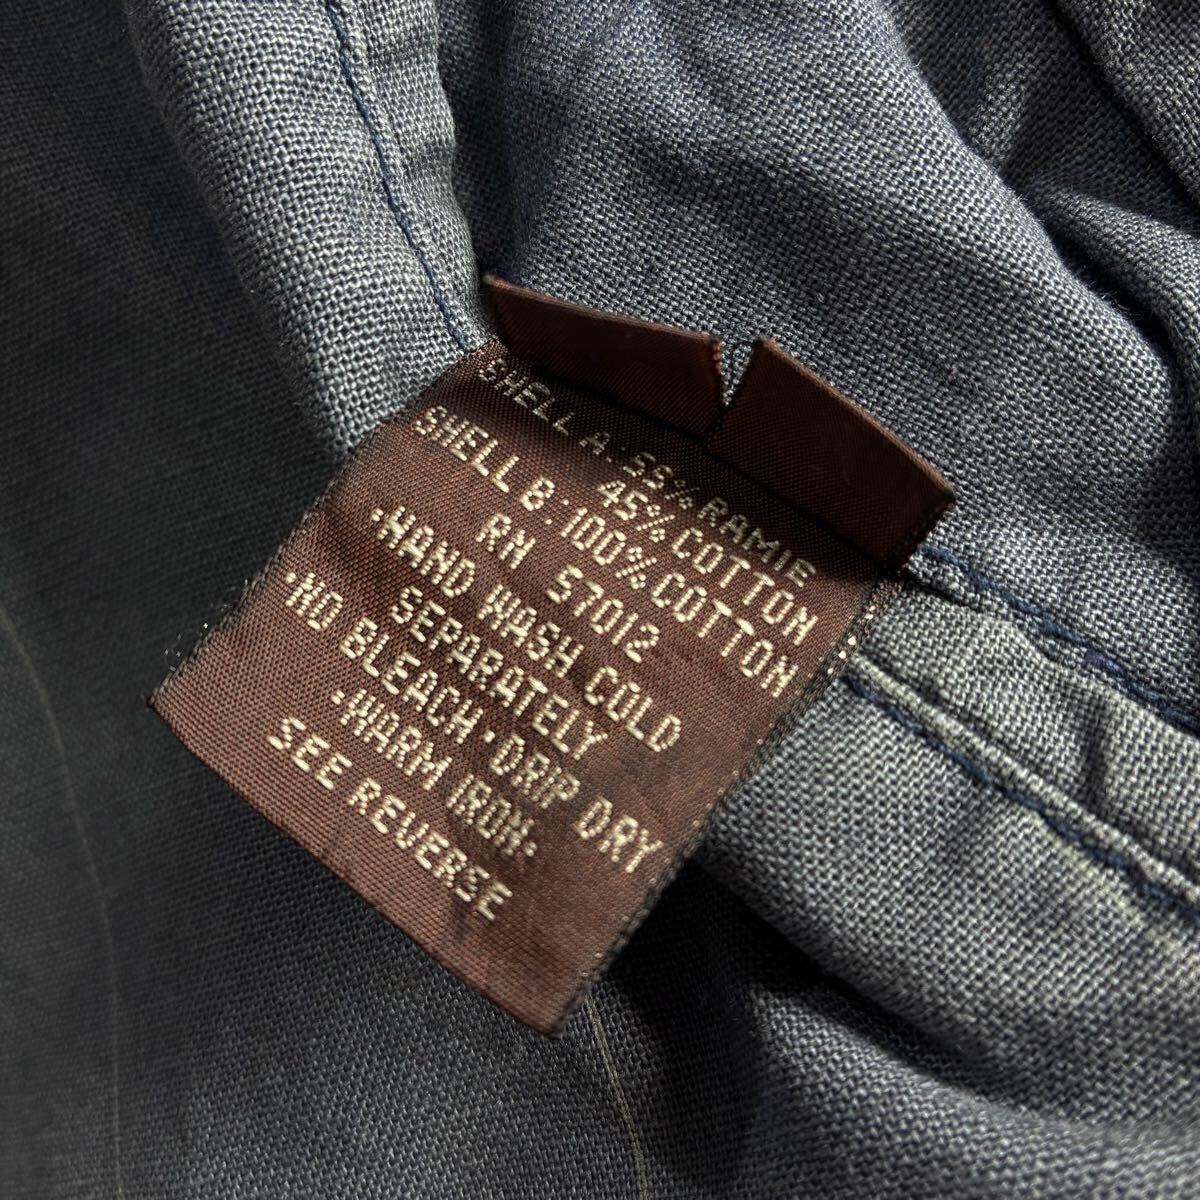 SHELL A: 55% RAMIE
45% COTTON
SHELL B: 100% COTTON
RN 57012
·HAND WASH COLD
SEPARATELY
·NO BLEACH · DRIP DRY
·WARM IRON·
SEE REVERSE